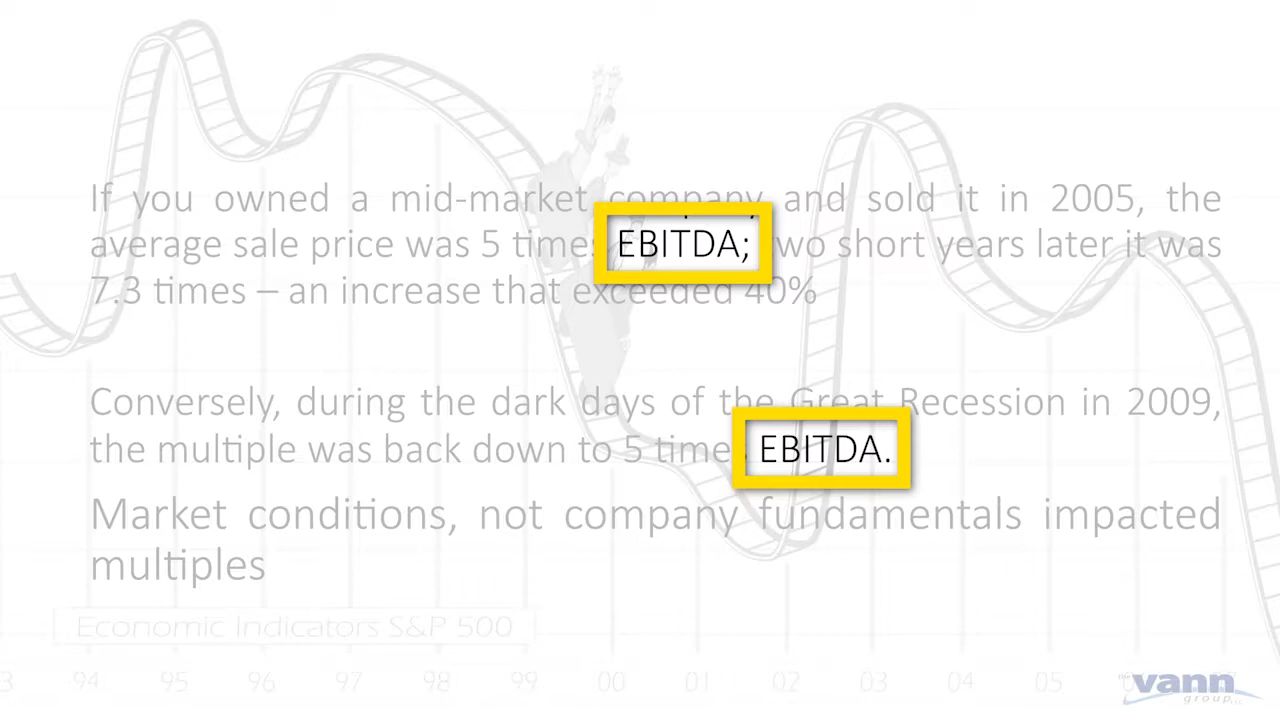 If you owned a mid-market company and sold it in 2005, the
average sale price was 5 times EBITDA; two short years later it was
7.3 times – an increase that exceeded 40%
Conversely, during the dark days of the Great Recession in 2009,
the multiple was back down to 5 times EBITDA.
Market conditions, not company fundamentals impacted
multiples
Economic Indicators S&P 500
94 95 96 97 98 99 00 01 02 03 04 05
the vann
group